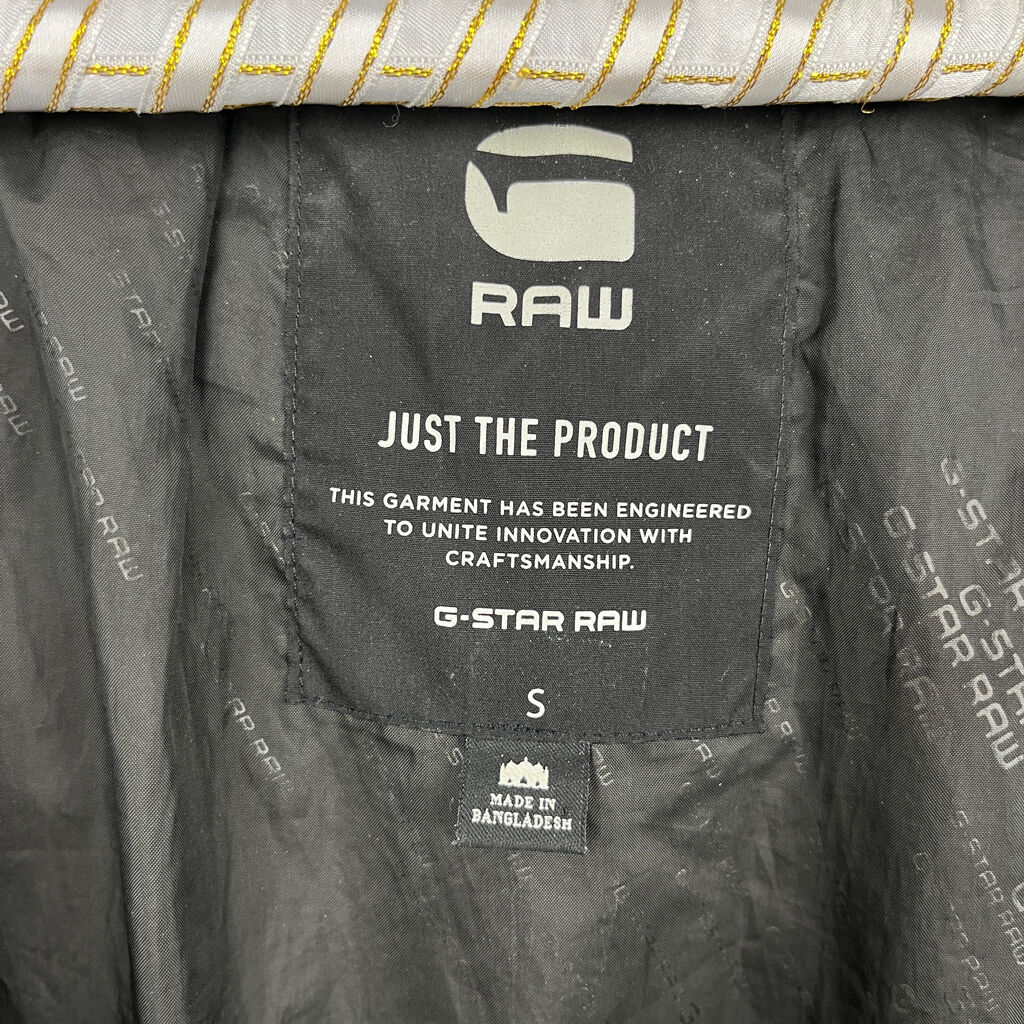 RAW
JUST THE PRODUCT
THIS GARMENT HAS BEEN ENGINEERED
TO UNITE INNOVATION WITH
CRAFTSMANSHIP.
G-STAR RAW
S
MADE IN
BANGLADESH
G-STAR
G-STAR RAW